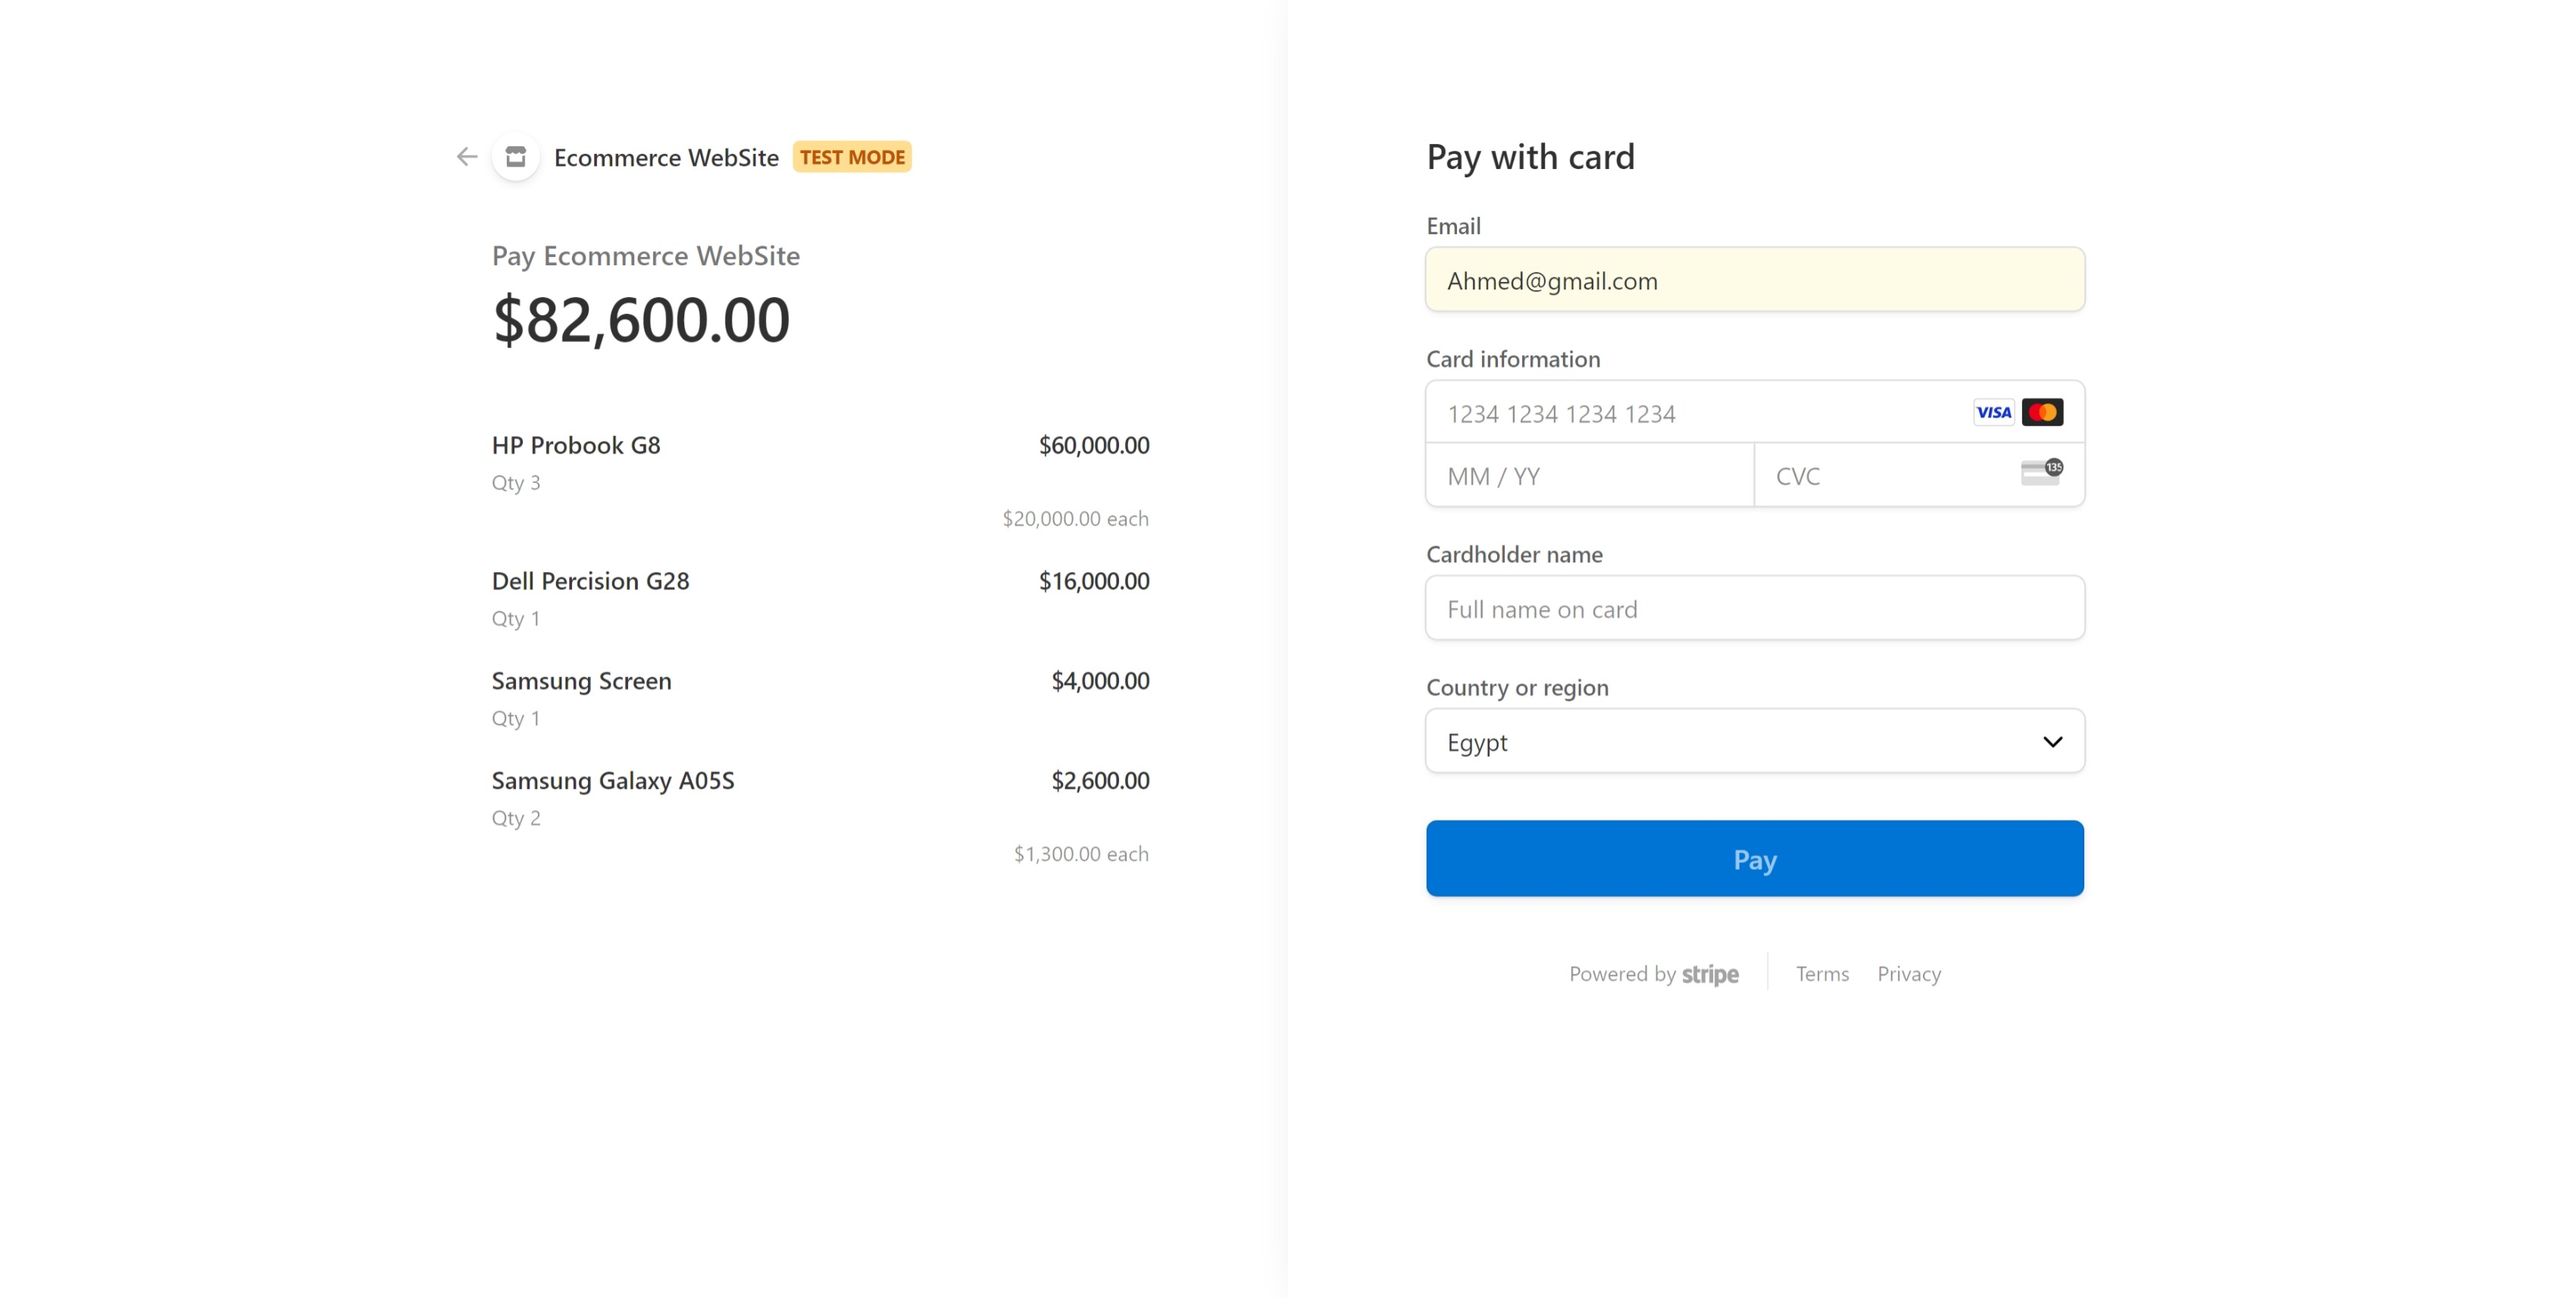 Ecommerce WebSite TEST MODE
Pay Ecommerce WebSite
$82,600.00
HP Probook G8 $60,000.00
Qty 3
$20,000.00 each
Dell Percision G28 $16,000.00
Qty 1
Samsung Screen $4,000.00
Qty 1
Samsung Galaxy A05S $2,600.00
Qty 2
$1,300.00 each
Pay with card
Email
Ahmed@gmail.com
Card information
1234 1234 1234 1234 VISA
MM / YY CVC 135
Cardholder name
Full name on card
Country or region
Egypt
Pay
Powered by stripe Terms Privacy